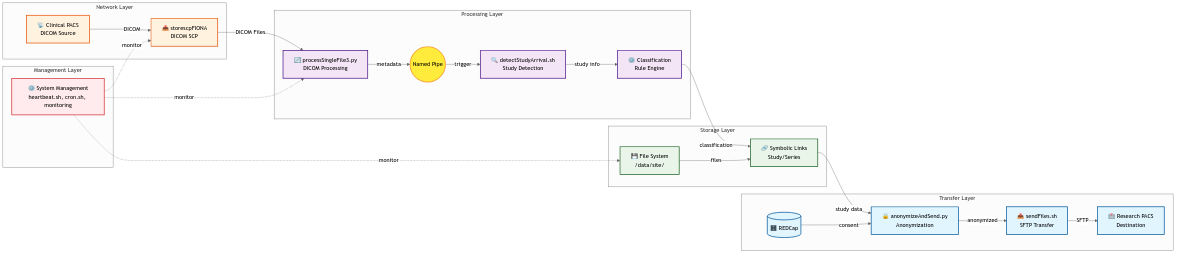 Network Layer
📡 Clinical PACS
DICOM Source
DICOM
📥 storescpFIONA
DICOM SCP
monitor
DICOM Files
Management Layer
⚙️ System Management
heartbeat.sh, cron.sh,
monitoring
monitor
monitor
Processing Layer
🔄 processSingleFile3.py
DICOM Processing
metadata
Named Pipe
trigger
🔍 detectStudyArrival.sh
Study Detection
study info
⚙️ Classification
Rule Engine
Storage Layer
classification
💾 File System
/data/site/
files
🔗 Symbolic Links
Study/Series
Transfer Layer
study data
🗄️ REDCap
consent
🔒 anonymizeAndSend.py
Anonymization
anonymized
📤 sendFiles.sh
SFTP Transfer
SFTP
🏥 Research PACS
Destination